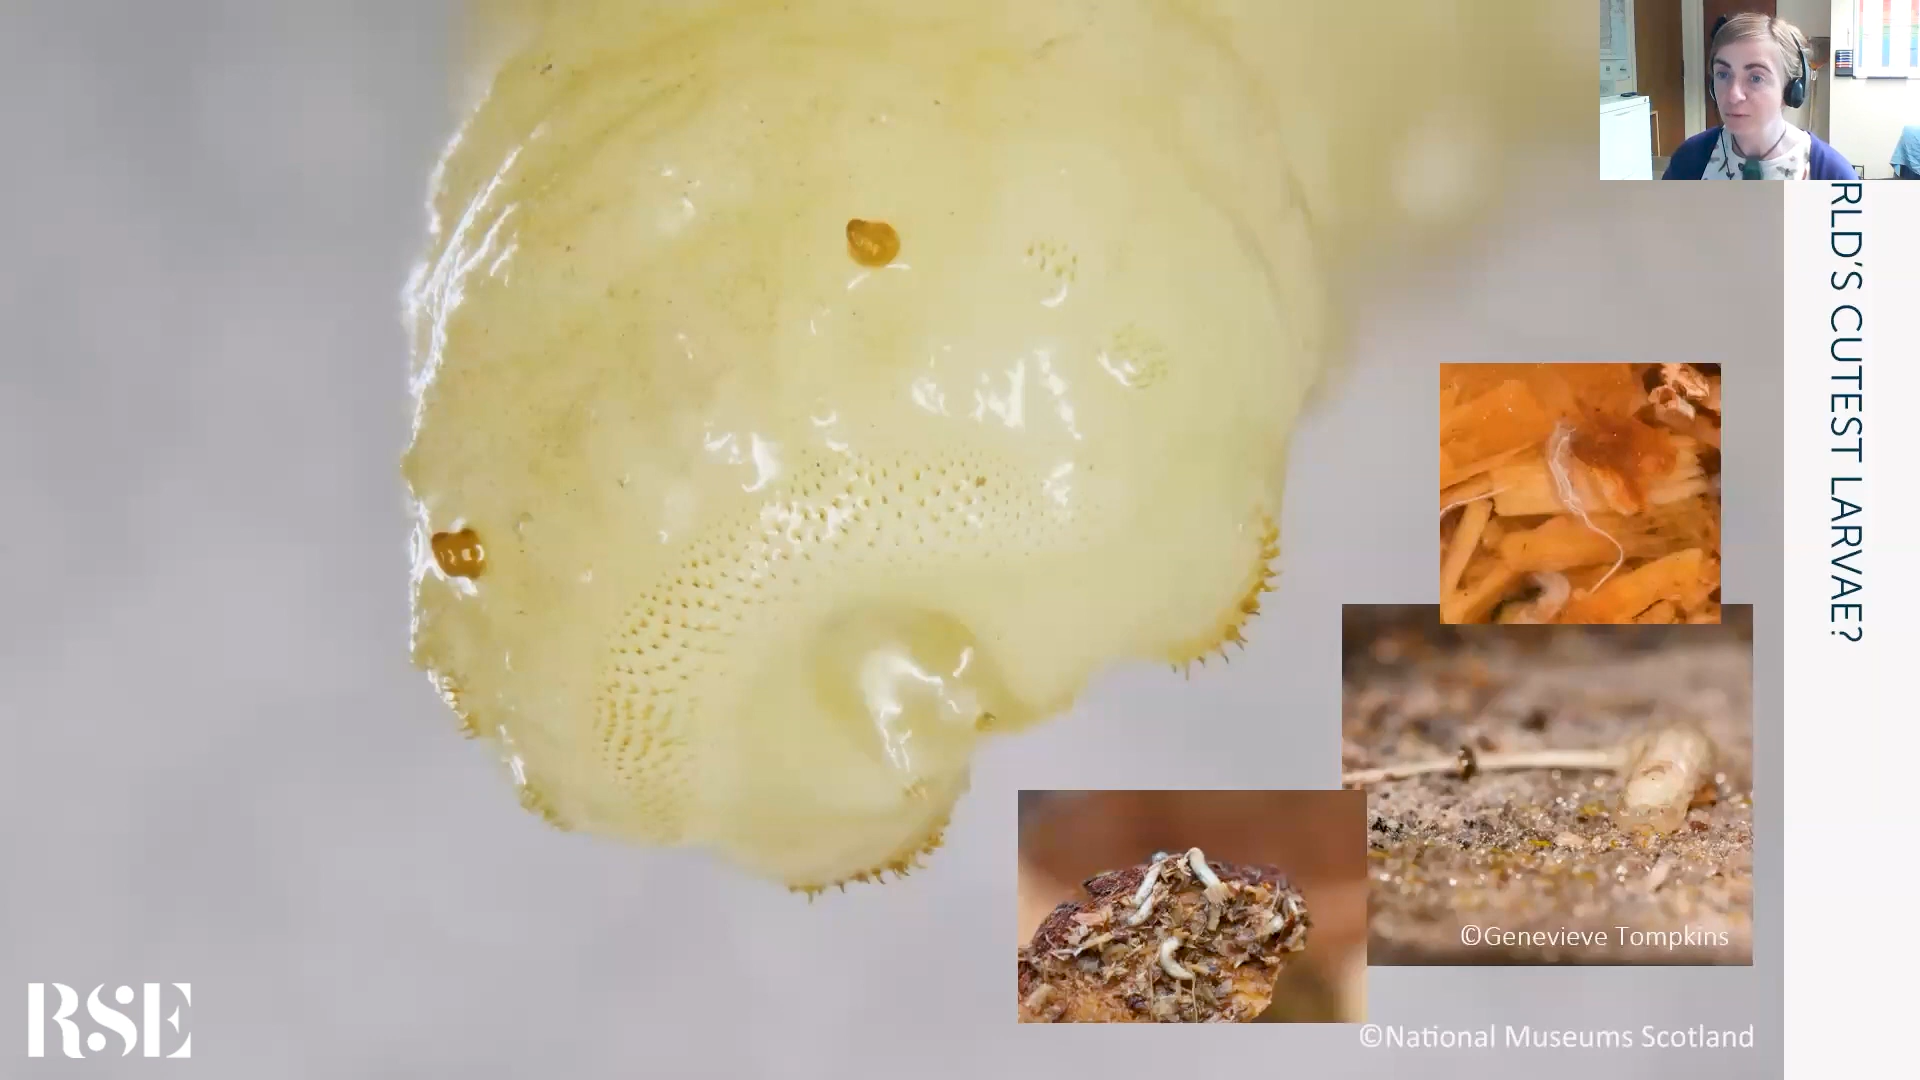 RLD'S CUTEST LARVAE?
©Genevieve Tompkins
©National Museums Scotland
RSE